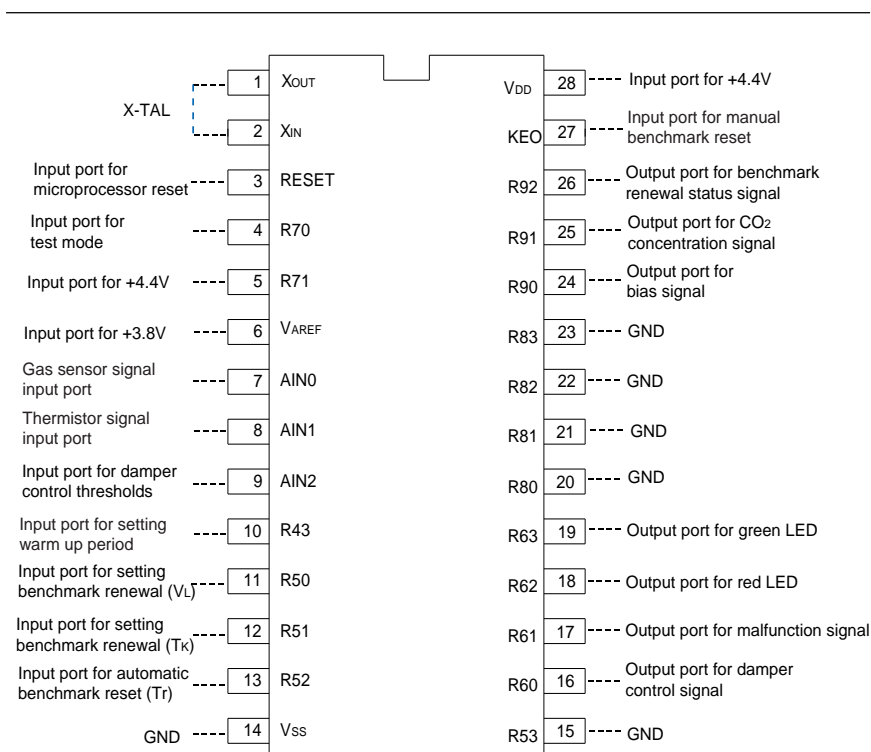 1 XOUT
X-TAL
2 XIN
Input port for
microprocessor reset
3 RESET
Input port for
test mode
4 R70
Input port for +4.4V
5 R71
Input port for +3.8V
6 VAREF
Gas sensor signal
input port
7 AIN0
Thermistor signal
input port
8 AIN1
Input port for damper
control thresholds
9 AIN2
Input port for setting
warm up period
10 R43
Input port for setting
benchmark renewal (VL)
11 R50
Input port for setting
benchmark renewal (TK)
12 R51
Input port for automatic
benchmark reset (Tr)
13 R52
GND
14 VSS
VDD 28
Input port for +4.4V
KEO 27
Input port for manual
benchmark reset
R92 26
Output port for benchmark
renewal status signal
R91 25
Output port for CO2
concentration signal
R90 24
Output port for
bias signal
R83 23
GND
R82 22
GND
R81 21
GND
R80 20
GND
R63 19
Output port for green LED
R62 18
Output port for red LED
R61 17
Output port for malfunction signal
R60 16
Output port for damper
control signal
R53 15
GND